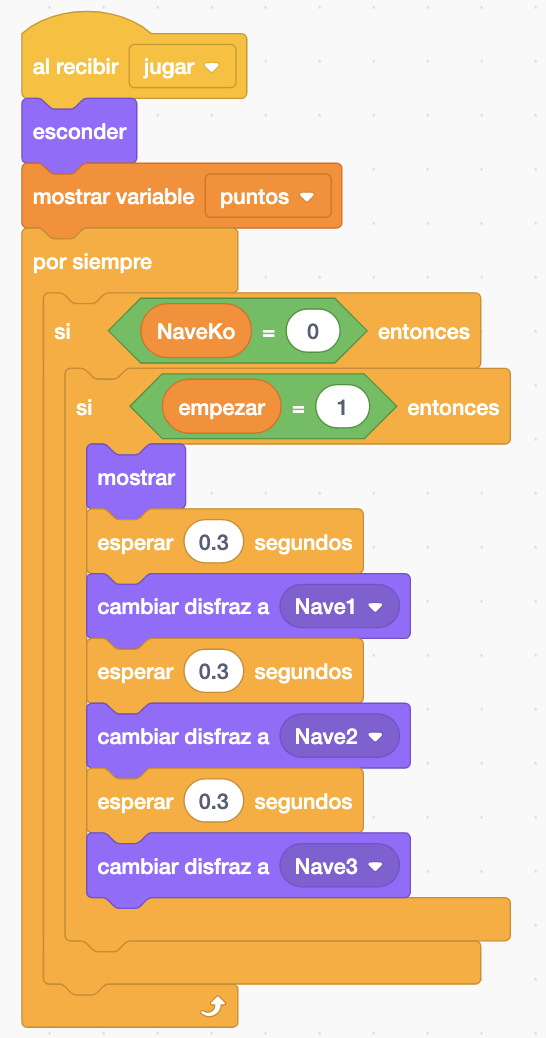 al recibir jugar
esconder
mostrar variable puntos
por siempre
si NaveKo = 0 entonces
si empezar = 1 entonces
mostrar
esperar 0.3 segundos
cambiar disfraz a Nave1
esperar 0.3 segundos
cambiar disfraz a Nave2
esperar 0.3 segundos
cambiar disfraz a Nave3